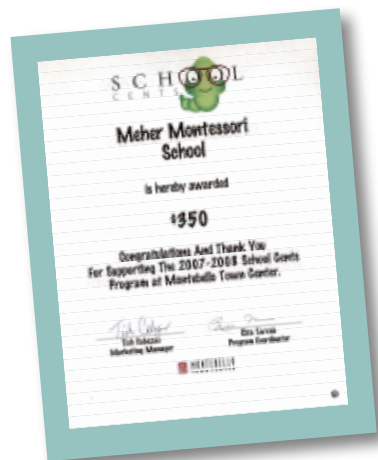 SCHOOL
CENTS
Meher Montessori
School
is hereby awarded
$350
Congratulations And Thank You
For Supporting The 2007-2008 School Cents
Program at Montebello Town Center.
Marketing Manager
Program Coordinator
MONTEBELLO
TOWN CENTER